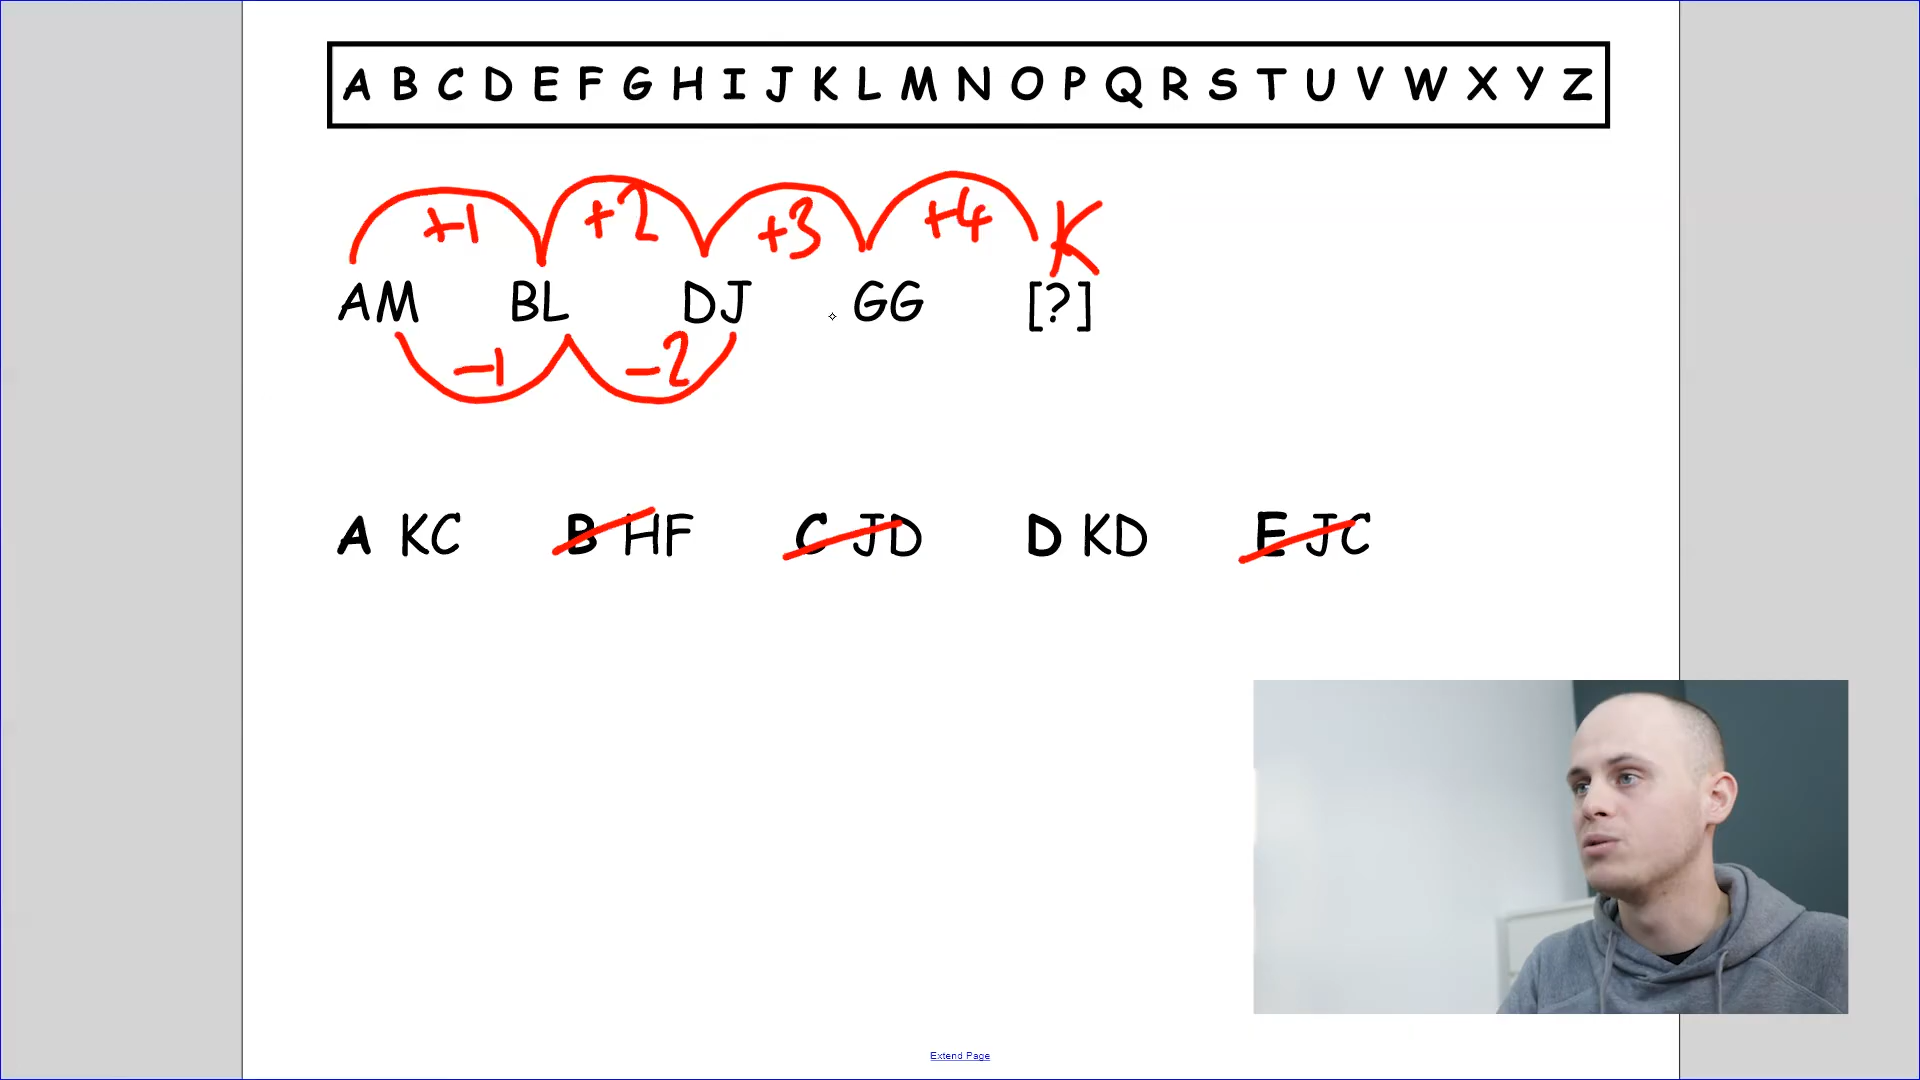 A B C D E F G H I J K L M N O P Q R S T U V W X Y Z
+1 +2 +3 +4 K
AM BL DJ GG [?]
-1 -2
A KC B HF C JD D KD E JC
Extend Page